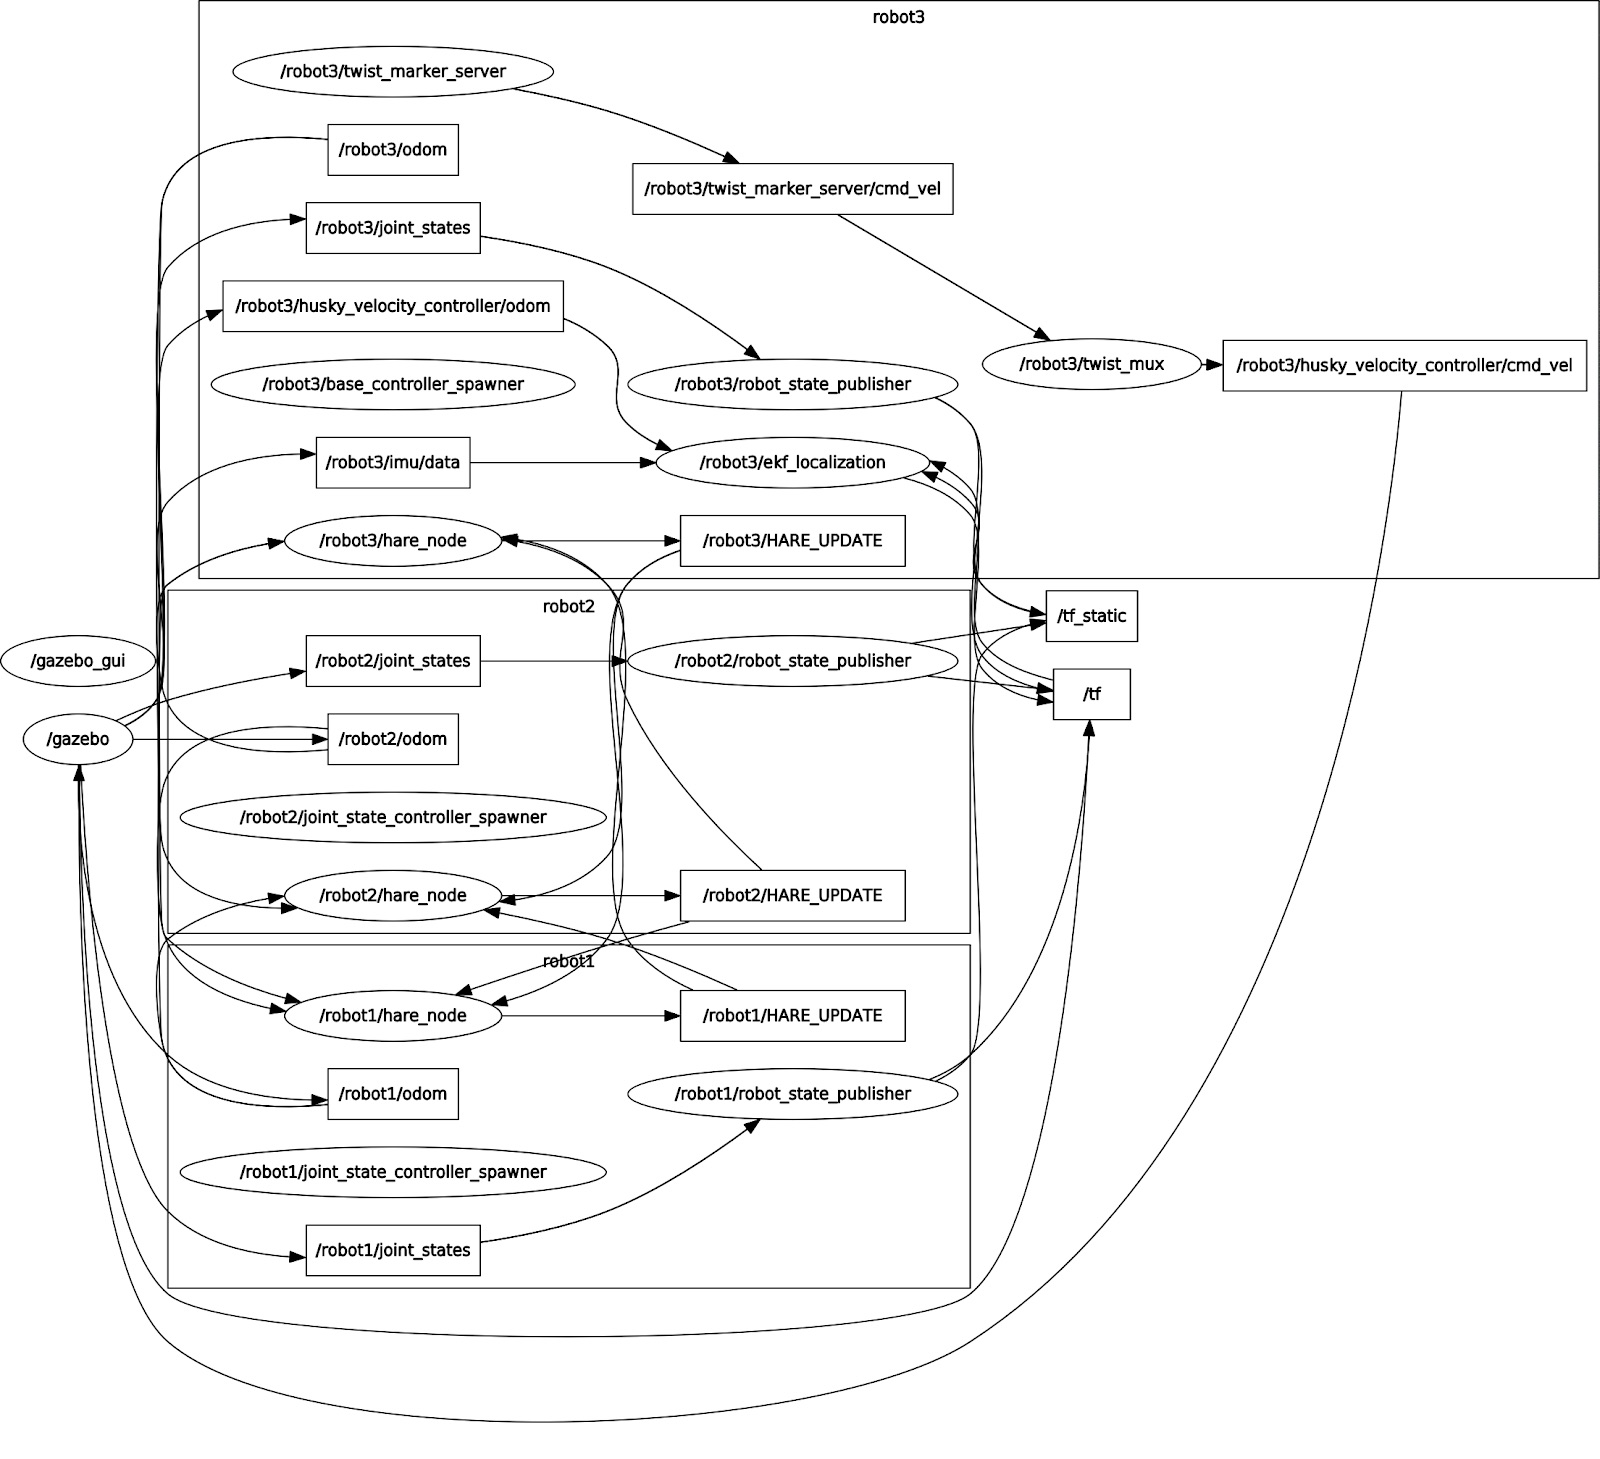 robot3
/robot3/twist_marker_server
/robot3/odom
/robot3/twist_marker_server/cmd_vel
/robot3/joint_states
/robot3/husky_velocity_controller/odom
/robot3/twist_mux
/robot3/husky_velocity_controller/cmd_vel
/robot3/base_controller_spawner
/robot3/robot_state_publisher
/robot3/imu/data
/robot3/ekf_localization
/robot3/hare_node
/robot3/HARE_UPDATE
robot2
/tf_static
/gazebo_gui
/robot2/joint_states
/robot2/robot_state_publisher
/tf
/gazebo
/robot2/odom
/robot2/joint_state_controller_spawner
/robot2/hare_node
/robot2/HARE_UPDATE
robot1
/robot1/hare_node
/robot1/HARE_UPDATE
/robot1/odom
/robot1/robot_state_publisher
/robot1/joint_state_controller_spawner
/robot1/joint_states